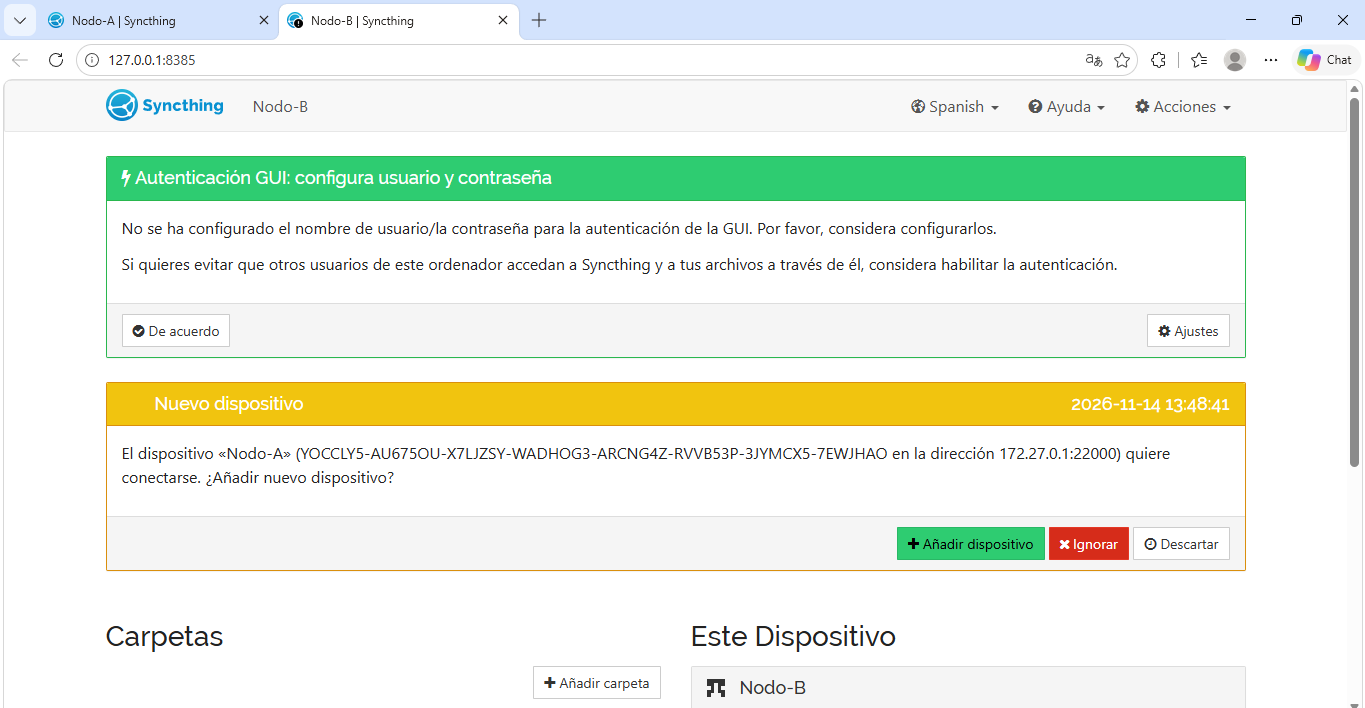 Nodo-A | Syncthing
Nodo-B | Syncthing
127.0.0.1:8385
Chat
Syncthing
Nodo-B
Spanish
Ayuda
Acciones
Autenticación GUI: configura usuario y contraseña
No se ha configurado el nombre de usuario/la contraseña para la autenticación de la GUI. Por favor, considera configurarlos.
Si quieres evitar que otros usuarios de este ordenador accedan a Syncthing y a tus archivos a través de él, considera habilitar la autenticación.
De acuerdo
Ajustes
Nuevo dispositivo
2026-11-14 13:48:41
El dispositivo «Nodo-A» (YOCCLY5-AU675OU-X7LJZSY-WADHOG3-ARCNG4Z-RVVB53P-3JYMCX5-7EWJHAO en la dirección 172.27.0.1:22000) quiere
conectarse. ¿Añadir nuevo dispositivo?
Añadir dispositivo
Ignorar
Descartar
Carpetas
Este Dispositivo
Añadir carpeta
Nodo-B